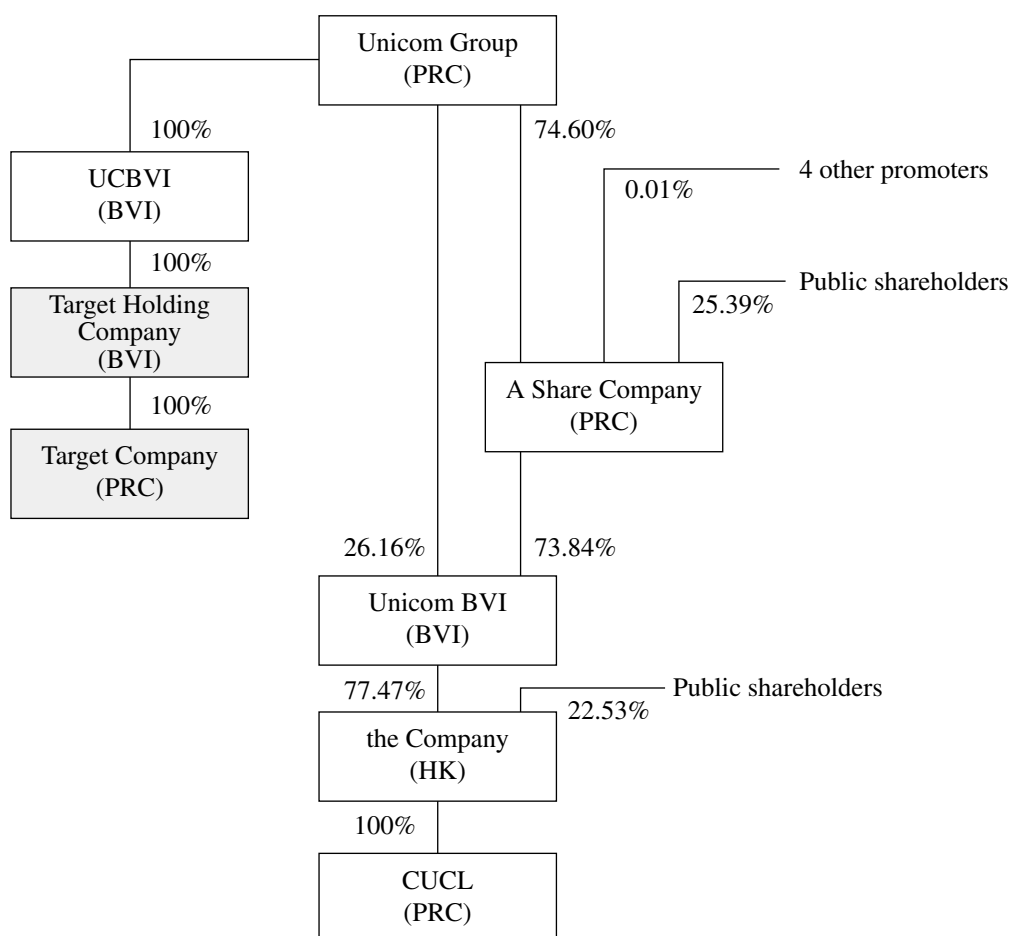 Unicom Group
(PRC)
100%
74.60%
UCBVI
(BVI)
4 other promoters
0.01%
100%
Public shareholders
25.39%
Target Holding
Company
(BVI)
A Share Company
(PRC)
100%
Target Company
(PRC)
26.16%
73.84%
Unicom BVI
(BVI)
77.47%
Public shareholders
22.53%
the Company
(HK)
100%
CUCL
(PRC)